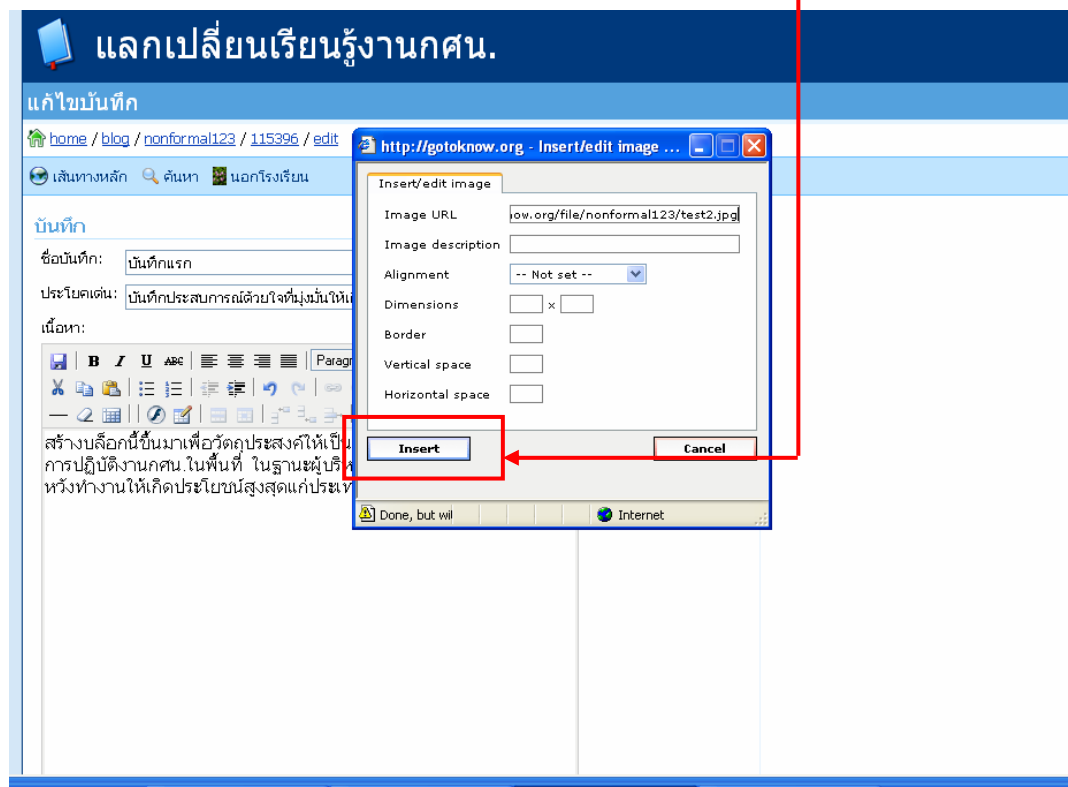 แลกเปลี่ยนเรียนรู้งานกศน.
แก้ไขบันทึก
home / blog / nonformal123 / 115396 / edit
เส้นทางหลัก ค้นหา นอกโรงเรียน
บันทึก
ชื่อบันทึก: บันทึกแรก
ประโยคเด่น: บันทึกประสบการณ์ด้วยใจที่มุ่งมั่นให้เ
เนื้อหา:
B I U ABC Paragr
สร้างบล็อกนี้ขึ้นมาเพื่อวัตถุประสงค์ให้เป็น
การปฏิบัติงานกศน.ในพื้นที่ ในฐานะผู้บริห
หวังทำงานให้เกิดประโยชน์สูงสุดแก่ประเท
http://gotoknow.org - Insert/edit image ...
Insert/edit image
Image URL ow.org/file/nonformal123/test2.jpg
Image description
Alignment -- Not set --
Dimensions x
Border
Vertical space
Horizontal space
Insert Cancel
Done, but wil Internet